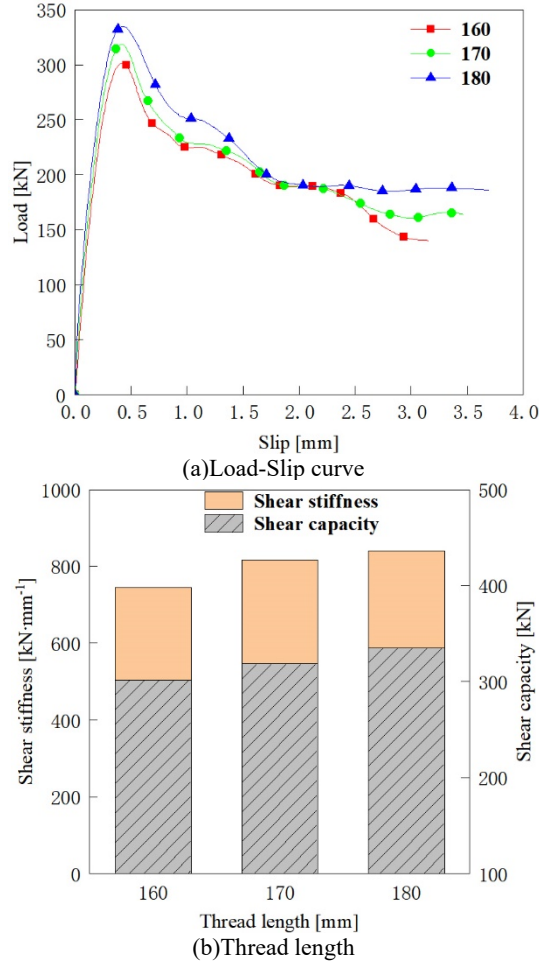 350
300
250
200
150
100
50
0
Load [kN]
160
170
180
0.0 0.5 1.0 1.5 2.0 2.5 3.0 3.5 4.0
Slip [mm]
(a)Load-Slip curve
1000
800
600
400
200
0
Shear stiffness [kN·mm⁻¹]
Shear stiffness
Shear capacity
500
400
300
200
100
Shear capacity [kN]
160 170 180
Thread length [mm]
(b)Thread length